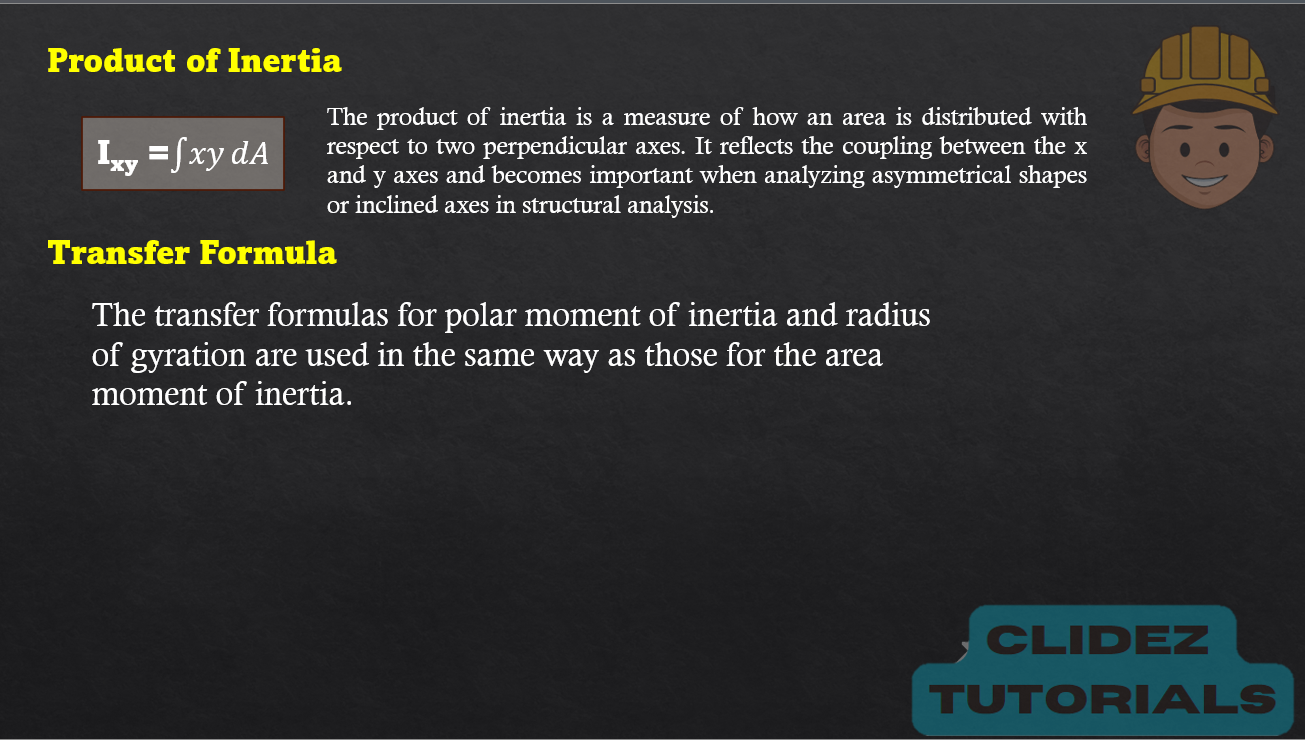 Product of Inertia
I_xy =∫xy dA
The product of inertia is a measure of how an area is distributed with
respect to two perpendicular axes. It reflects the coupling between the x
and y axes and becomes important when analyzing asymmetrical shapes
or inclined axes in structural analysis.
Transfer Formula
The transfer formulas for polar moment of inertia and radius
of gyration are used in the same way as those for the area
moment of inertia.
CLIDEZ
TUTORIALS